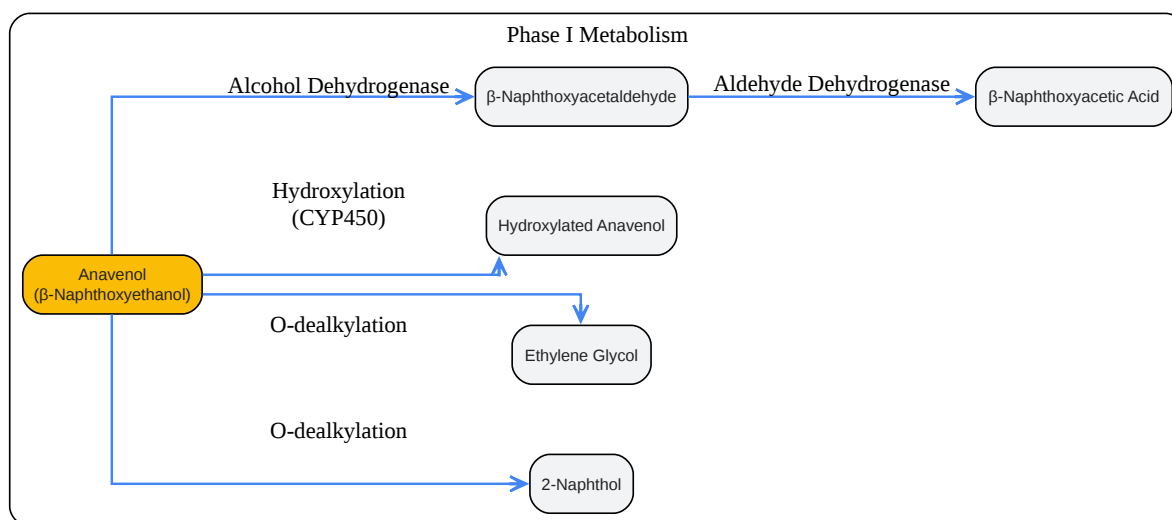 Phase I Metabolism
Alcohol Dehydrogenase
β-Naphthoxyacetaldehyde
Aldehyde Dehydrogenase
β-Naphthoxyacetic Acid
Hydroxylation
(CYP450)
Hydroxylated Anavenol
Anavenol
(β-Naphthoxyethanol)
O-dealkylation
Ethylene Glycol
O-dealkylation
2-Naphthol